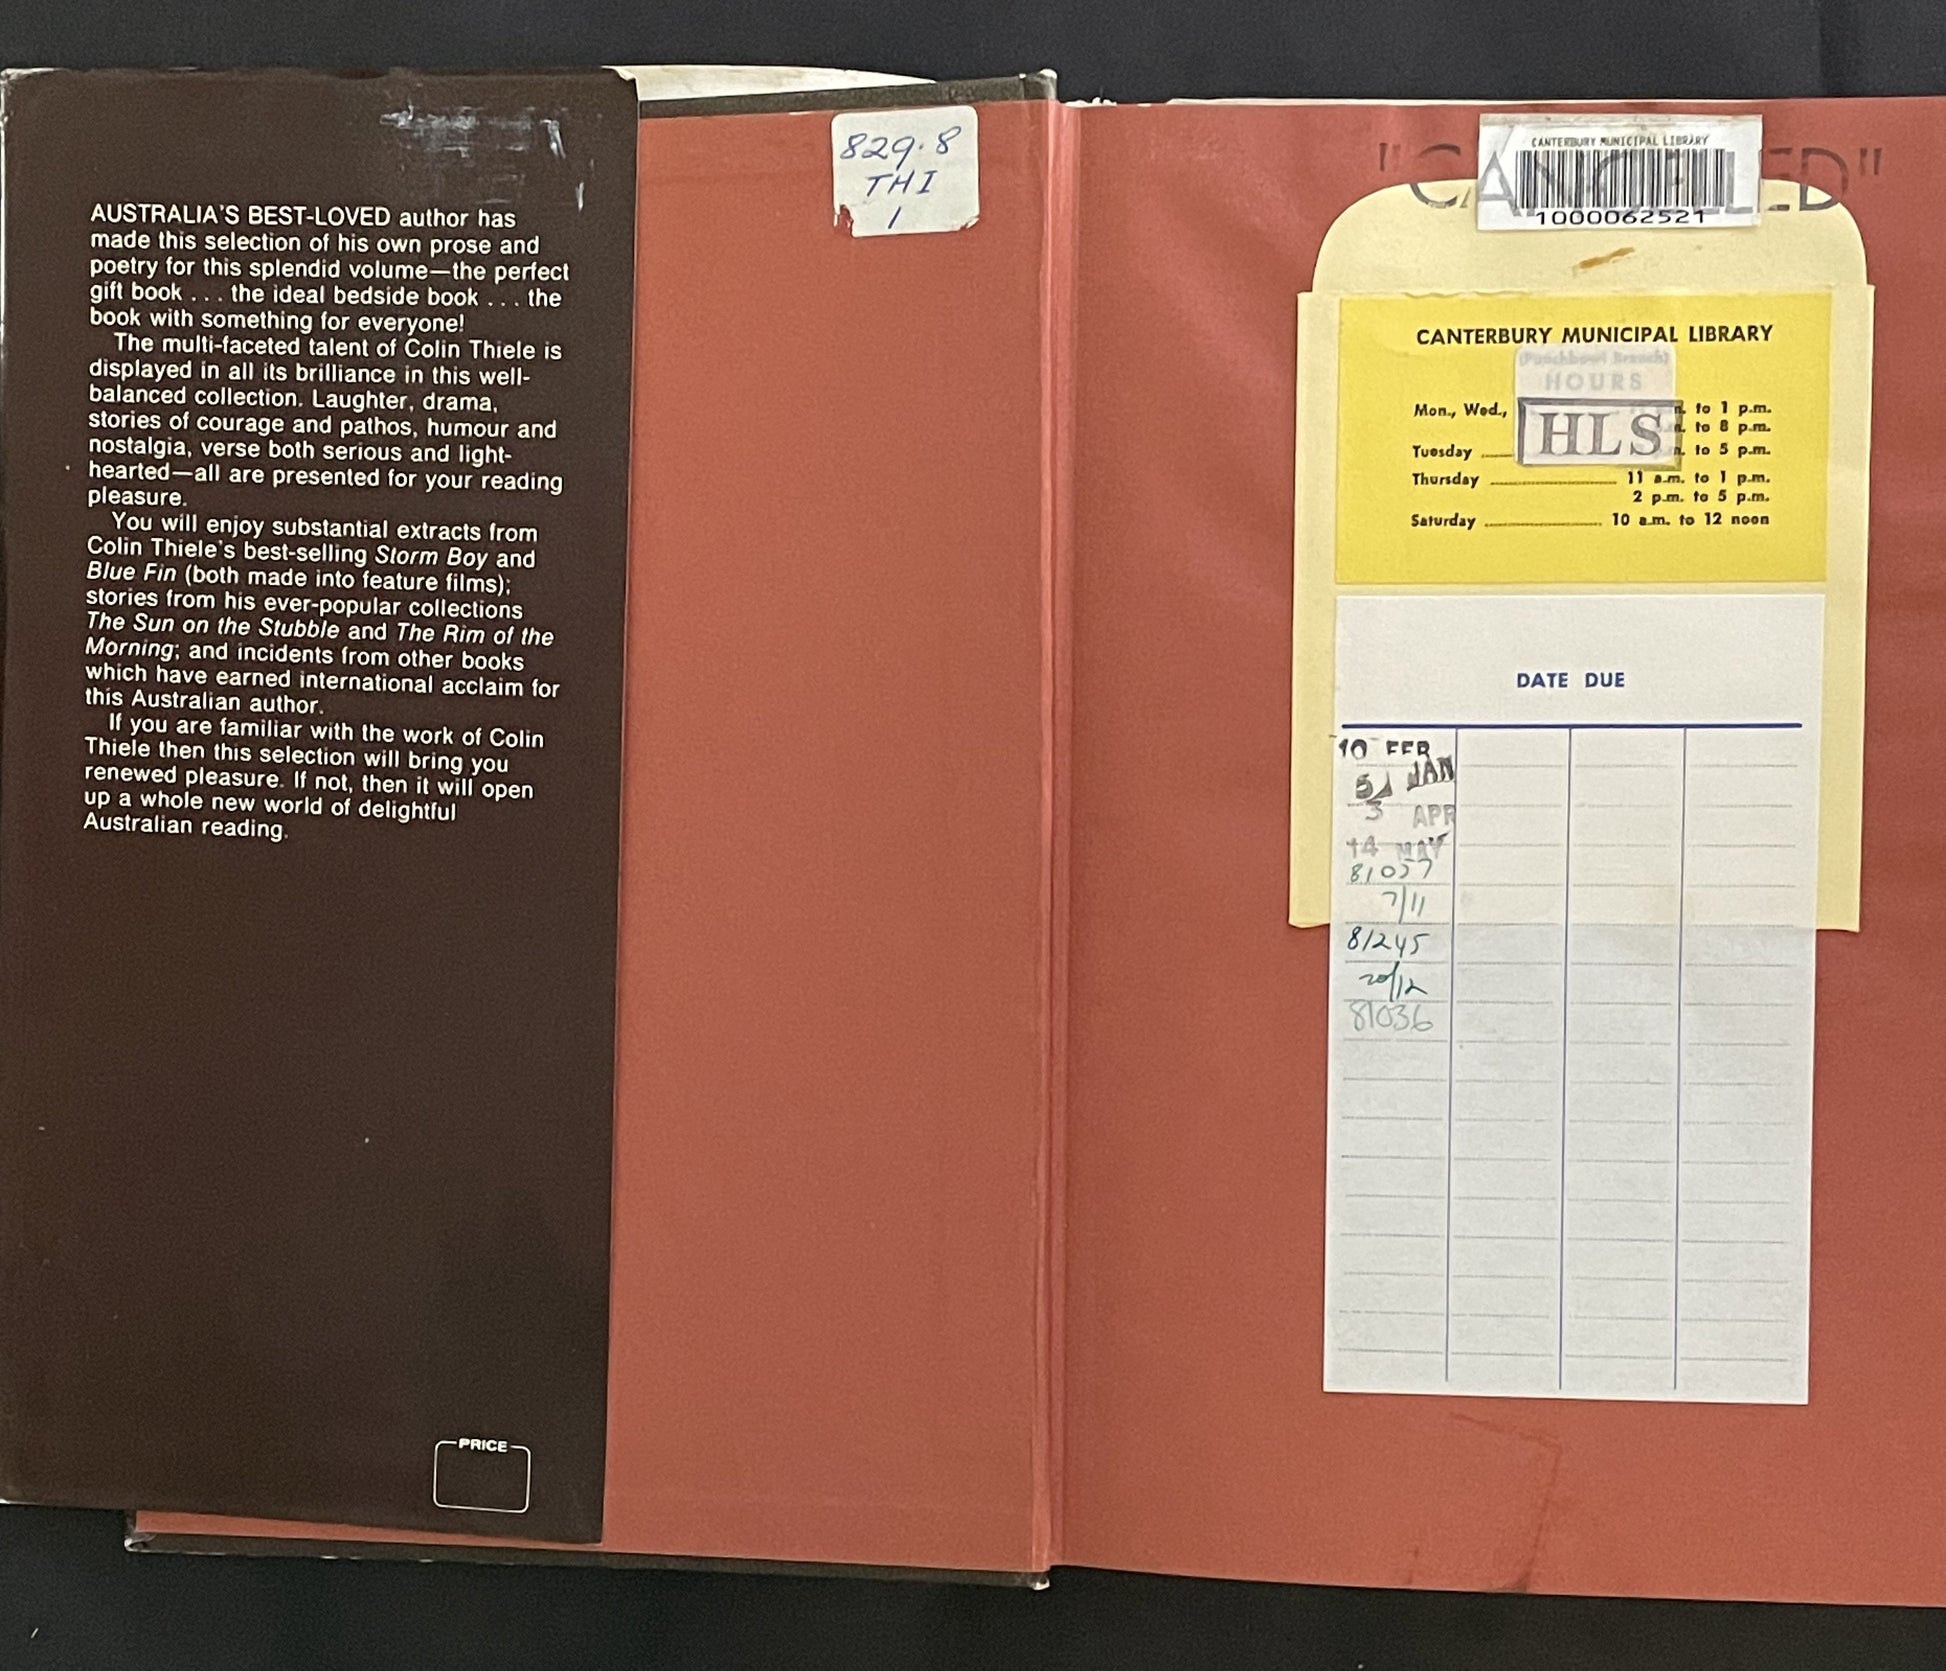 AUSTRALIA'S BEST-LOVED author has
made this selection of his own prose and
poetry for this splendid volume—the perfect
gift book . . . the ideal bedside book . . . the
book with something for everyone!
The multi-faceted talent of Colin Thiele is
displayed in all its brilliance in this well-
balanced collection. Laughter, drama,
stories of courage and pathos, humour and
nostalgia, verse both serious and light-
hearted—all are presented for your reading
pleasure.
You will enjoy substantial extracts from
Colin Thiele's best-selling Storm Boy and
Blue Fin (both made into feature films);
stories from his ever-popular collections
The Sun on the Stubble and The Rim of the
Morning; and incidents from other books
which have earned international acclaim for
this Australian author.
If you are familiar with the work of Colin
Thiele then this selection will bring you
renewed pleasure. If not, then it will open
up a whole new world of delightful
Australian reading.
PRICE
829.8
THI
1
"CANCELLED"
CANTERBURY MUNICIPAL LIBRARY
1000062521
CANTERBURY MUNICIPAL LIBRARY
(Punchbowl Branch)
HOURS
HLS
Mon., Wed., to 1 p.m.
to 8 p.m.
Tuesday to 5 p.m.
Thursday 11 a.m. to 1 p.m.
2 p.m. to 5 p.m.
Saturday 10 a.m. to 12 noon
DATE DUE
10 FEB
JAN
3 APR
14 MAY
81057
7/11
81245
20/12
81036